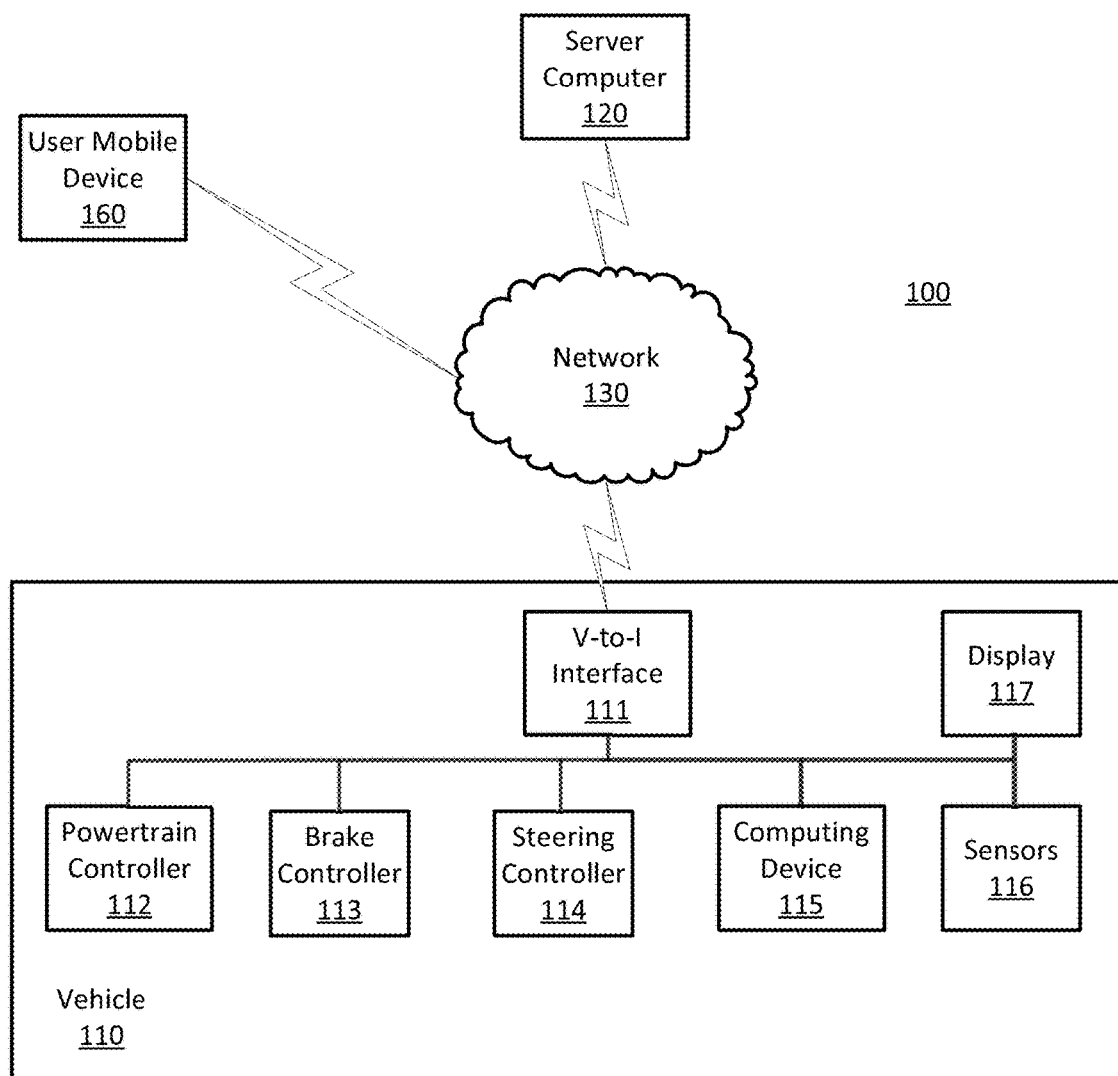 Server
Computer
120
User Mobile
Device
160
100
Network
130
V-to-I
Interface
111
Display
117
Powertrain
Controller
112
Brake
Controller
113
Steering
Controller
114
Computing
Device
115
Sensors
116
Vehicle
110